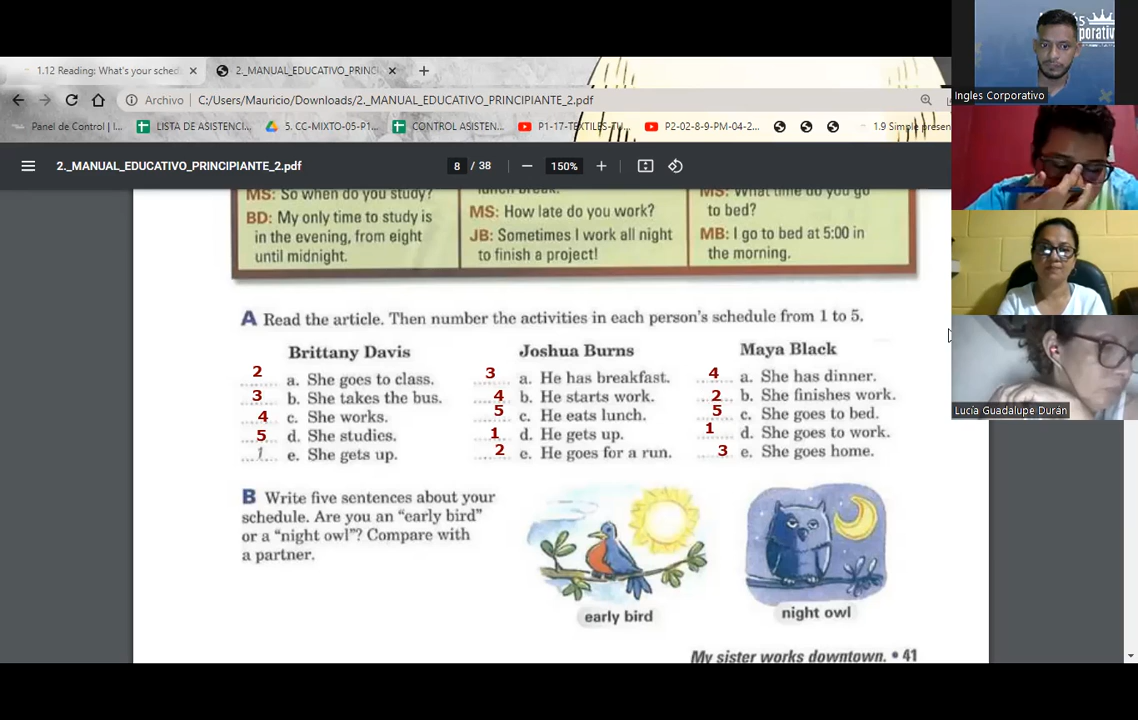 1.12 Reading: What's your sched
2._MANUAL_EDUCATIVO_PRINCI
Archivo C:/Users/Mauricio/Downloads/2._MANUAL_EDUCATIVO_PRINCIPIANTE_2.pdf
Panel de Control | I... LISTA DE ASISTENCI... 5. CC-MIXTO-05-P1... CONTROL ASISTEN... P1-17-TEXTILES-TU... P2-02-8-9-PM-04-2... 1.9 Simple presen
2._MANUAL_EDUCATIVO_PRINCIPIANTE_2.pdf 8 / 38 150%
MS: So when do you study?
BD: My only time to study is
in the evening, from eight
until midnight.
lunch break.
MS: How late do you work?
JB: Sometimes I work all night
to finish a project!
MS: What time do you go
to bed?
MB: I go to bed at 5:00 in
the morning.
A Read the article. Then number the activities in each person's schedule from 1 to 5.
Brittany Davis
2 a. She goes to class.
3 b. She takes the bus.
4 c. She works.
5 d. She studies.
1 e. She gets up.
Joshua Burns
3 a. He has breakfast.
4 b. He starts work.
5 c. He eats lunch.
1 d. He gets up.
2 e. He goes for a run.
Maya Black
4 a. She has dinner.
2 b. She finishes work.
5 c. She goes to bed.
1 d. She goes to work.
3 e. She goes home.
B Write five sentences about your
schedule. Are you an "early bird"
or a "night owl"? Compare with
a partner.
early bird
night owl
My sister works downtown. • 41
Ingles Corporativo
Lucía Guadalupe Durán